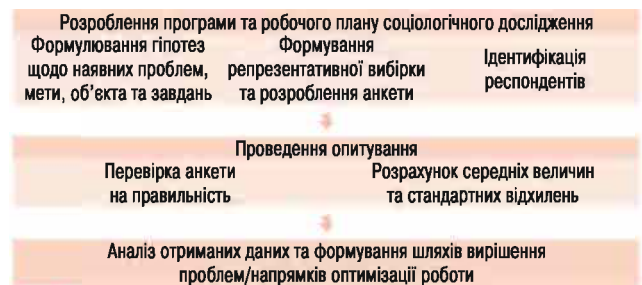 Розроблення програми та робочого плану соціологічного дослідження
Формулювання гіпотез
щодо наявних проблем,
мети, об'єкта та завдань
Формування
репрезентативної вибірки
та розроблення анкети
Ідентифікація
респондентів
Проведення опитування
Перевірка анкети
на правильність
Розрахунок середніх величин
та стандартних відхилень
Аналіз отриманих даних та формування шляхів вирішення
проблем/напрямків оптимізації роботи